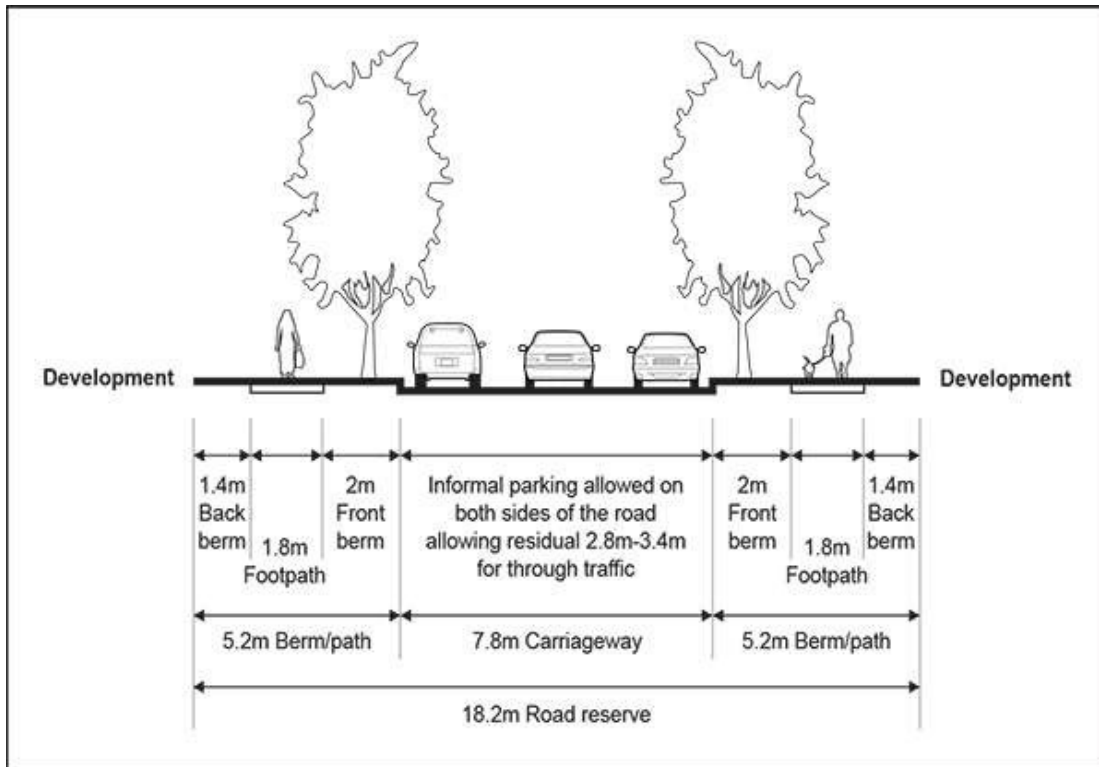 Development
Development
1.4m
Back
berm
1.8m
Footpath
2m
Front
berm
Informal parking allowed on
both sides of the road
allowing residual 2.8m-3.4m
for through traffic
2m
Front
berm
1.8m
Footpath
1.4m
Back
berm
5.2m Berm/path
7.8m Carriageway
5.2m Berm/path
18.2m Road reserve